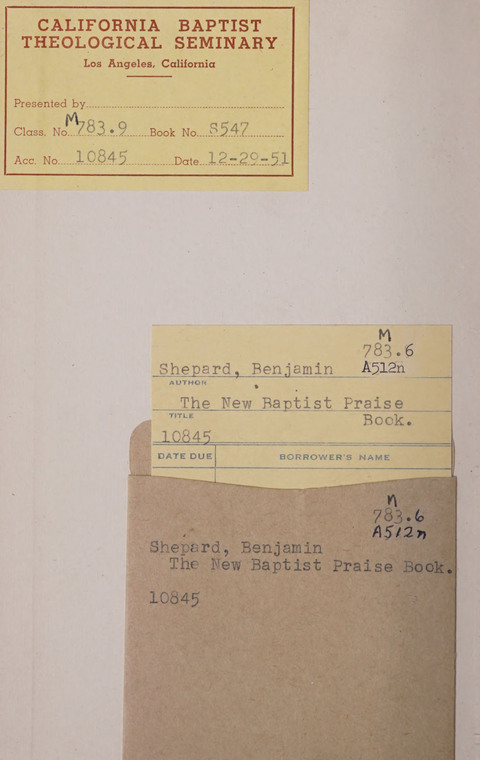 CALIFORNIA BAPTIST
THEOLOGICAL SEMINARY
Los Angeles, California
Presented by
Class. No. M783.9 Book No. S547
Acc. No. 10845 Date 12-29-51
M
783.6
Shepard, Benjamin A512n
AUTHOR
The New Baptist Praise
TITLE Book.
10845
DATE DUE BORROWER'S NAME
M
783.6
A512n
Shepard, Benjamin
The New Baptist Praise Book.
10845